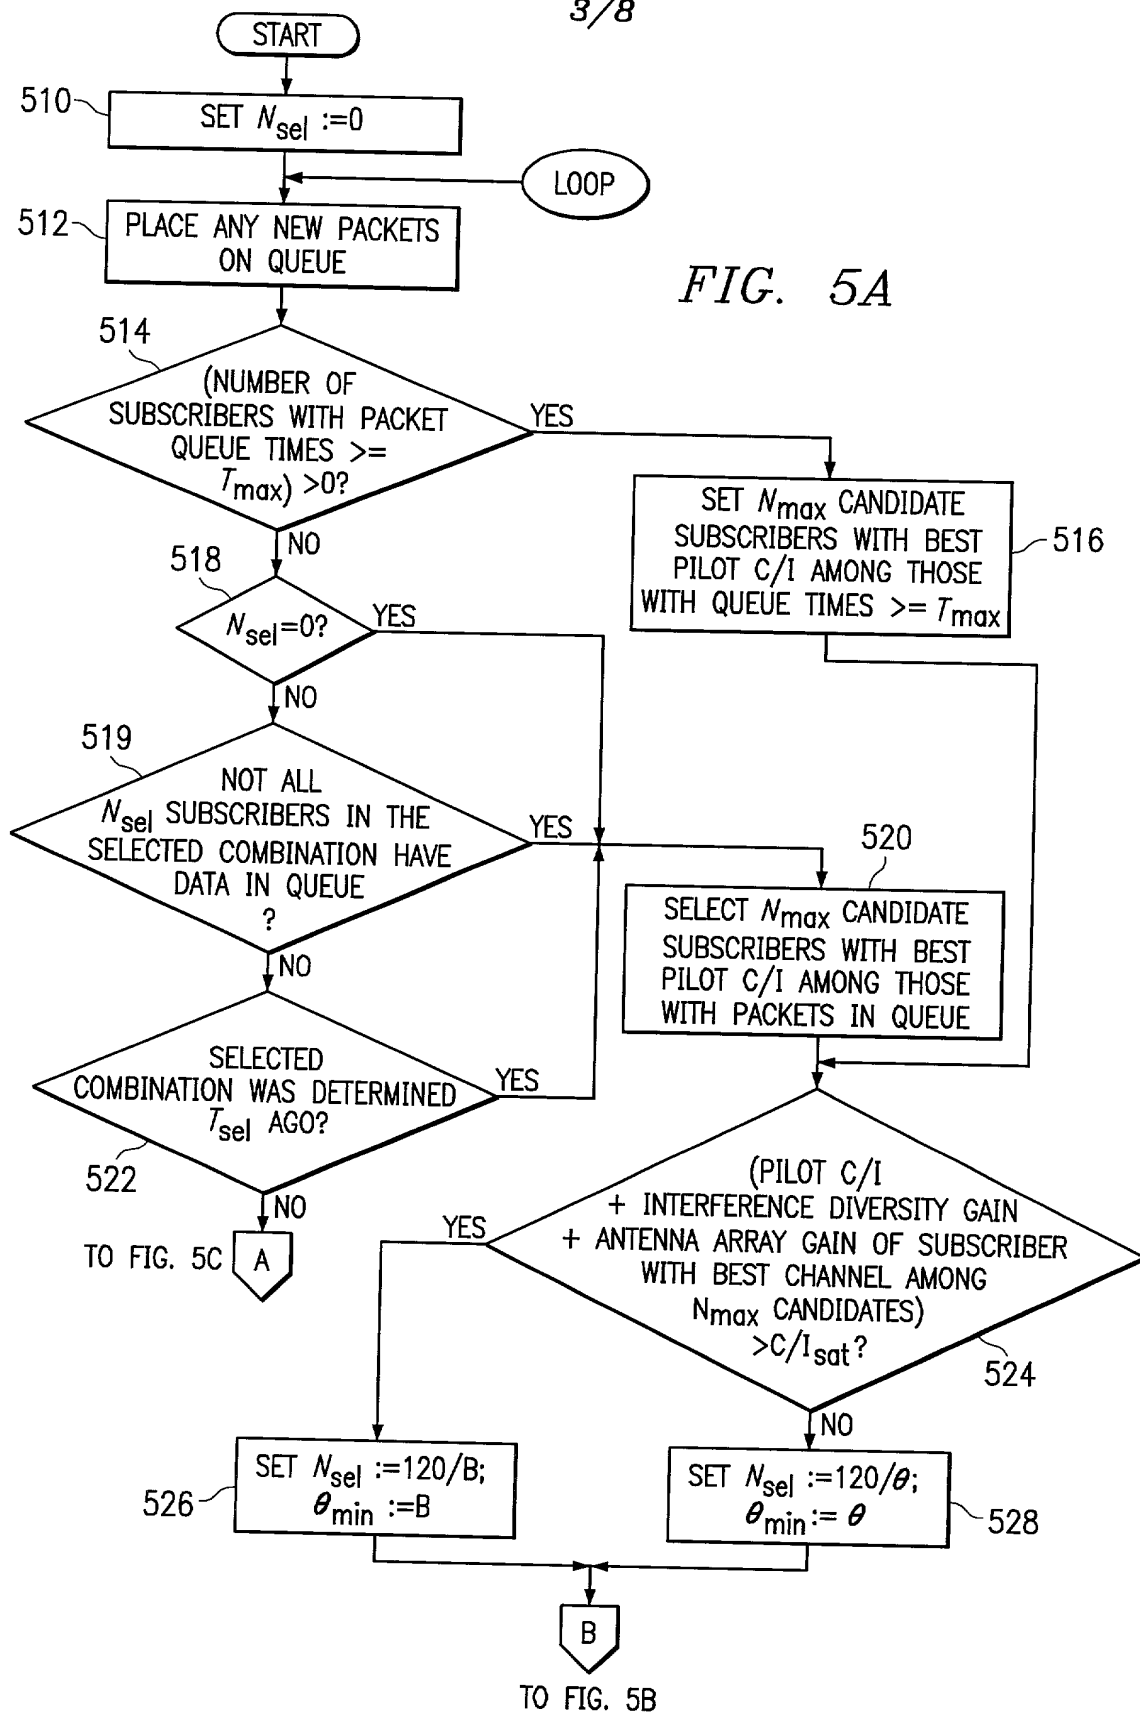 3/8
START
510
SET Nsel :=0
LOOP
512
PLACE ANY NEW PACKETS
ON QUEUE
FIG. 5A
514
(NUMBER OF
SUBSCRIBERS WITH PACKET
QUEUE TIMES >=
Tmax) >0?
YES
NO
SET Nmax CANDIDATE
SUBSCRIBERS WITH BEST
PILOT C/I AMONG THOSE
WITH QUEUE TIMES >= Tmax
516
518
Nsel=0?
YES
NO
519
NOT ALL
Nsel SUBSCRIBERS IN THE
SELECTED COMBINATION HAVE
DATA IN QUEUE
?
YES
NO
520
SELECT Nmax CANDIDATE
SUBSCRIBERS WITH BEST
PILOT C/I AMONG THOSE
WITH PACKETS IN QUEUE
SELECTED
COMBINATION WAS DETERMINED
Tsel AGO?
YES
522
NO
TO FIG. 5C
A
(PILOT C/I
+ INTERFERENCE DIVERSITY GAIN
+ ANTENNA ARRAY GAIN OF SUBSCRIBER
WITH BEST CHANNEL AMONG
Nmax CANDIDATES)
>C/Isat?
YES
524
NO
SET Nsel :=120/B;
θmin :=B
526
SET Nsel :=120/θ;
θmin := θ
528
B
TO FIG. 5B